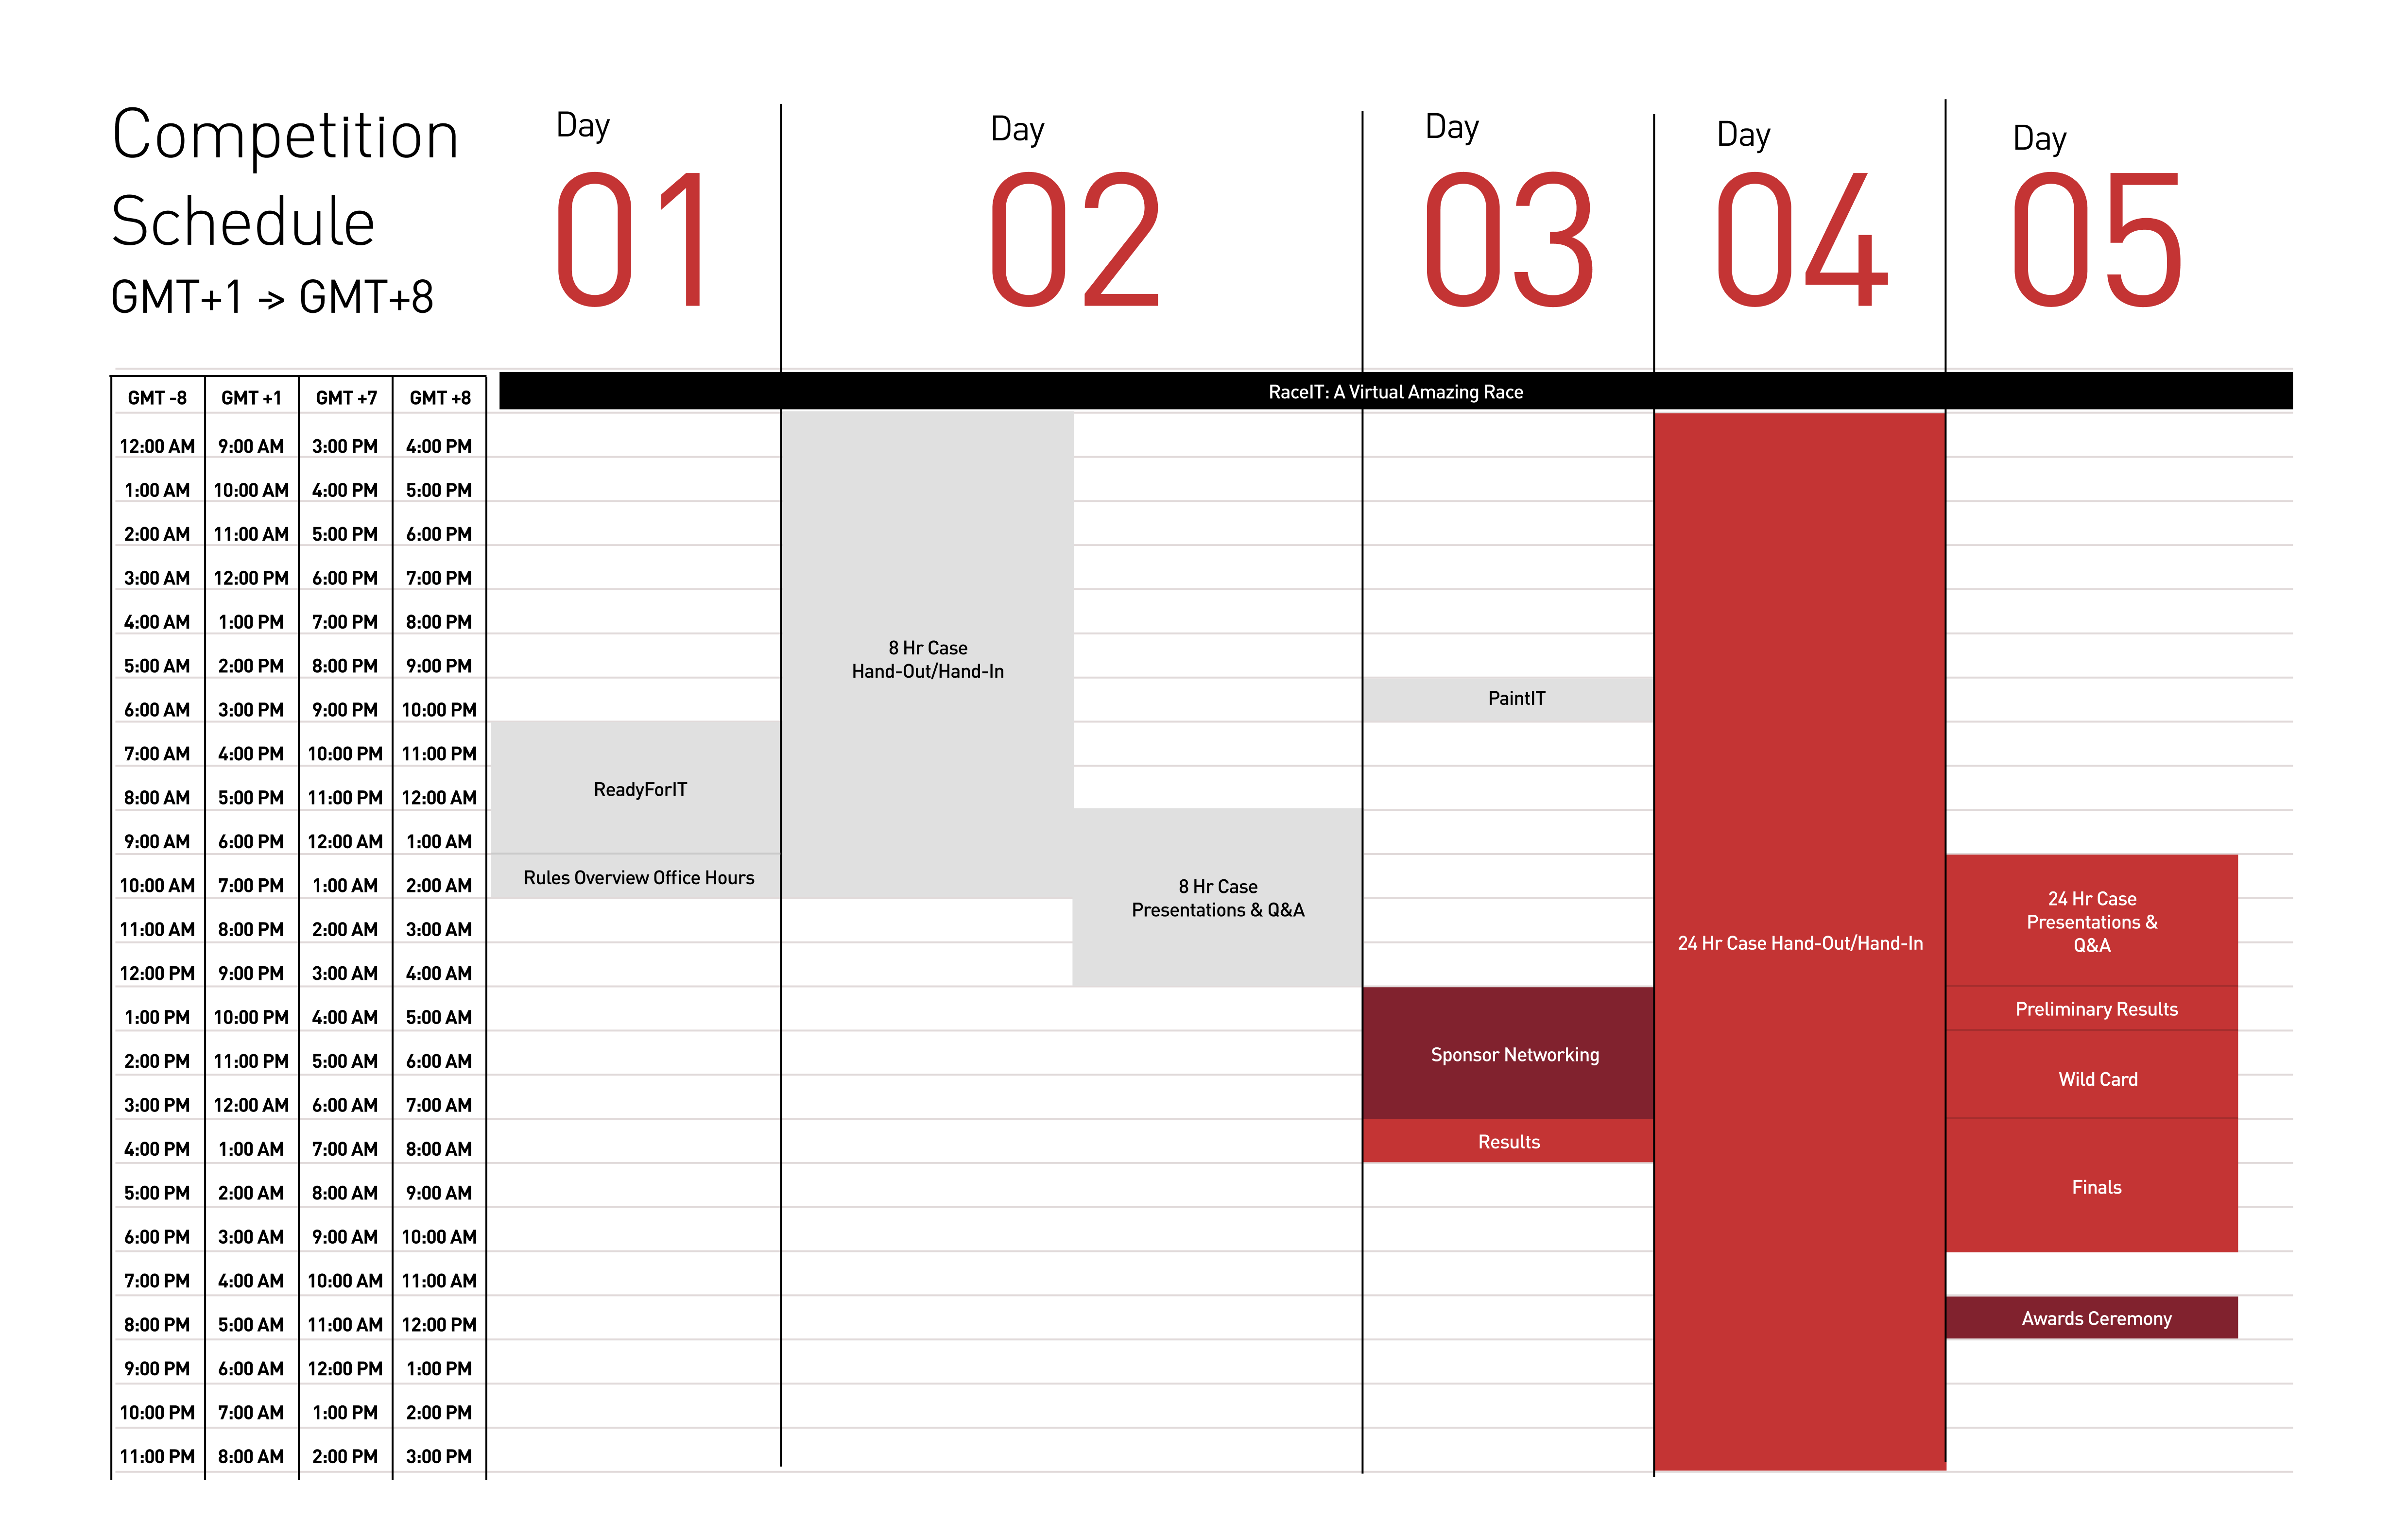 Competition
Schedule
GMT+1 -> GMT+8
Day
01
Day
02
Day
03
Day
04
Day
05
GMT -8 GMT +1 GMT +7 GMT +8
RaceIT: A Virtual Amazing Race
12:00 AM 9:00 AM 3:00 PM 4:00 PM
1:00 AM 10:00 AM 4:00 PM 5:00 PM
2:00 AM 11:00 AM 5:00 PM 6:00 PM
3:00 AM 12:00 PM 6:00 PM 7:00 PM
4:00 AM 1:00 PM 7:00 PM 8:00 PM
5:00 AM 2:00 PM 8:00 PM 9:00 PM
6:00 AM 3:00 PM 9:00 PM 10:00 PM
7:00 AM 4:00 PM 10:00 PM 11:00 PM
8:00 AM 5:00 PM 11:00 PM 12:00 AM
9:00 AM 6:00 PM 12:00 AM 1:00 AM
10:00 AM 7:00 PM 1:00 AM 2:00 AM
11:00 AM 8:00 PM 2:00 AM 3:00 AM
12:00 PM 9:00 PM 3:00 AM 4:00 AM
1:00 PM 10:00 PM 4:00 AM 5:00 AM
2:00 PM 11:00 PM 5:00 AM 6:00 AM
3:00 PM 12:00 AM 6:00 AM 7:00 AM
4:00 PM 1:00 AM 7:00 AM 8:00 AM
5:00 PM 2:00 AM 8:00 AM 9:00 AM
6:00 PM 3:00 AM 9:00 AM 10:00 AM
7:00 PM 4:00 AM 10:00 AM 11:00 AM
8:00 PM 5:00 AM 11:00 AM 12:00 PM
9:00 PM 6:00 AM 12:00 PM 1:00 PM
10:00 PM 7:00 AM 1:00 PM 2:00 PM
11:00 PM 8:00 AM 2:00 PM 3:00 PM
ReadyForIT
Rules Overview Office Hours
8 Hr Case
Hand-Out/Hand-In
8 Hr Case
Presentations & Q&A
PaintIT
Sponsor Networking
Results
24 Hr Case Hand-Out/Hand-In
24 Hr Case
Presentations &
Q&A
Preliminary Results
Wild Card
Finals
Awards Ceremony